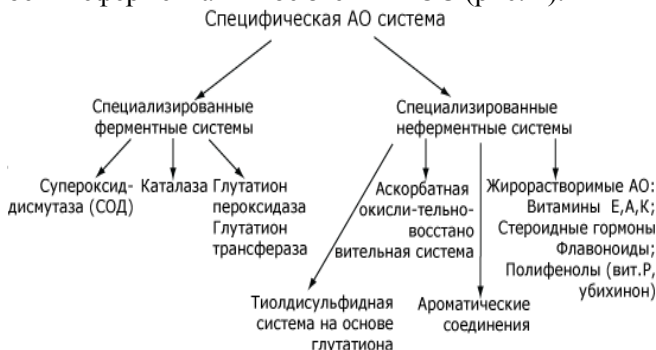 Специфическая АО система
Специализированные
ферментные системы
Специализированные
неферментные системы
Супероксид-
дисмутаза (СОД)
Каталаза
Глутатион
пероксидаза
Глутатион
трансфераза
Аскорбатная
окисли-тельно-
восстано
вительная система
Жирорастворимые АО:
Витамины Е,А,К;
Стероидные гормоны
Флавоноиды;
Полифенолы (вит.Р,
убихинон)
Тиолдисульфидная
система на основе
глутатиона
Ароматические
соединения